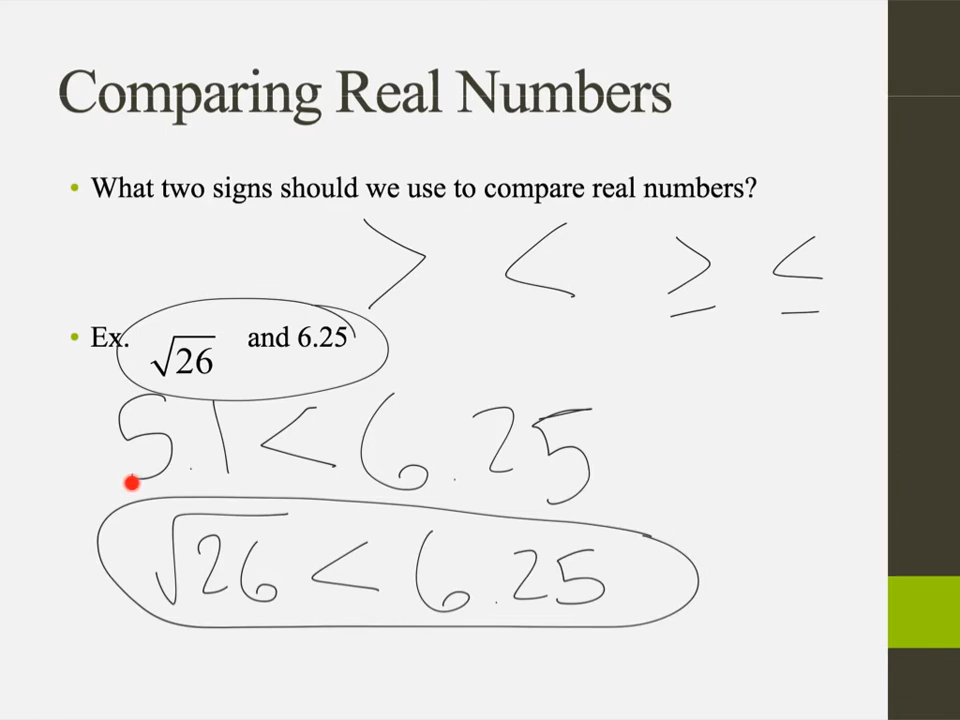 Comparing Real Numbers
• What two signs should we use to compare real numbers?
> < ≥ ≤
• Ex. √26 and 6.25
5.1 < 6.25
√26 < 6.25